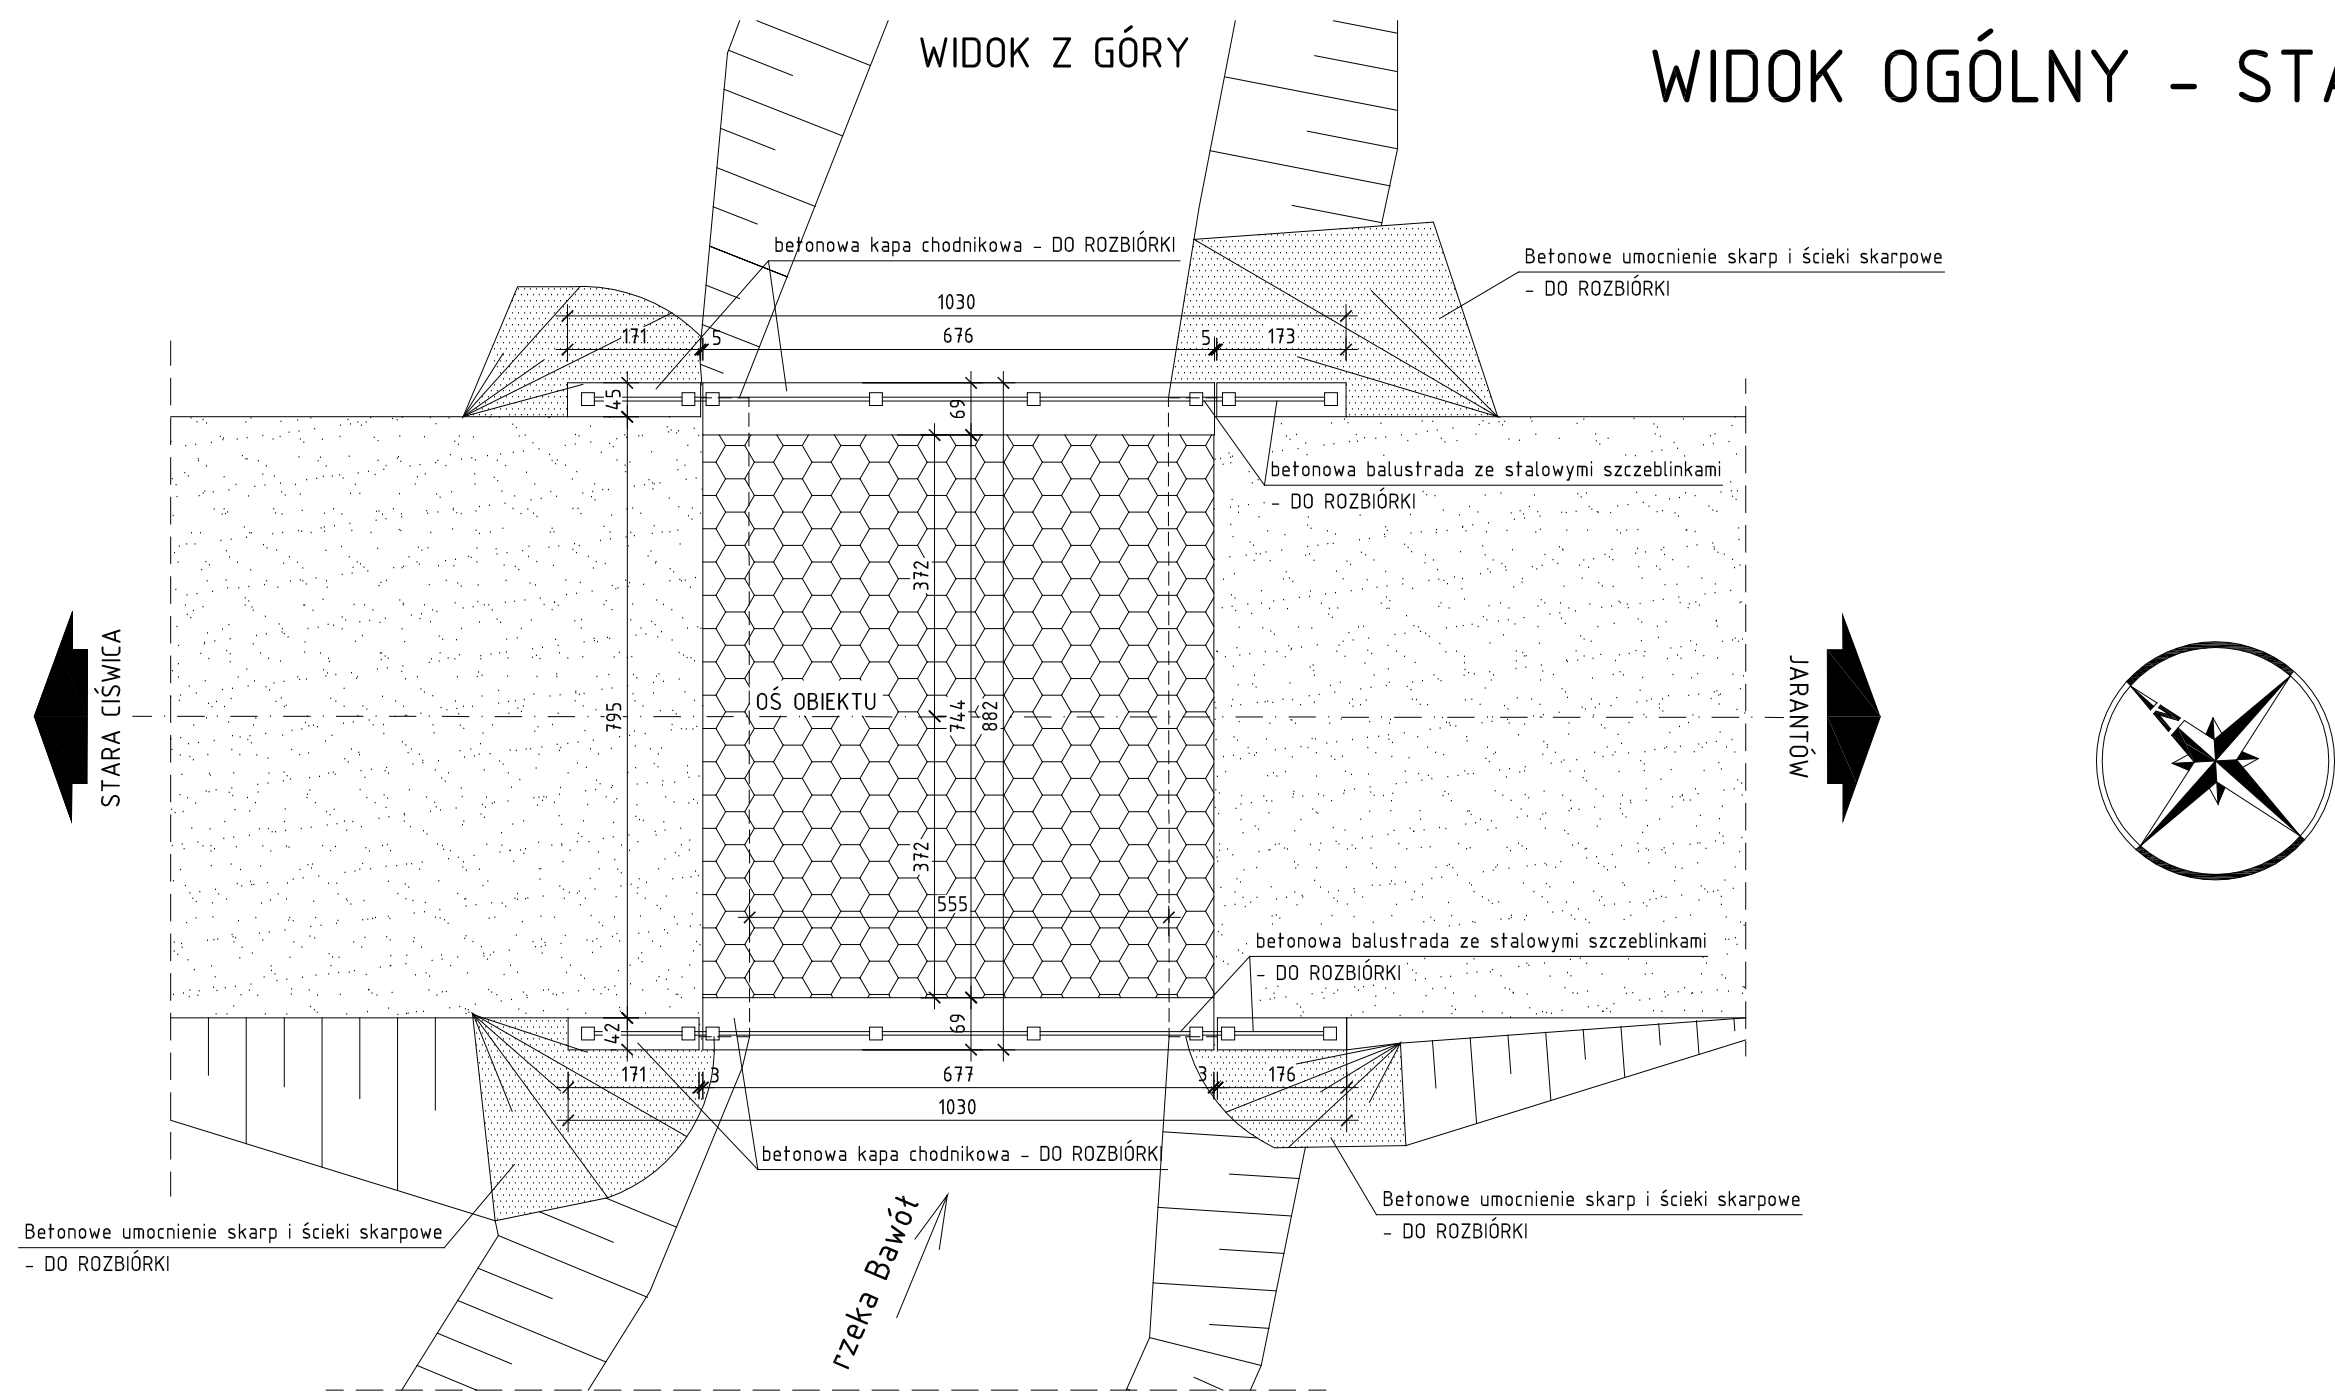 WIDOK Z GÓRY
WIDOK OGÓLNY - STA
betonowa kapa chodnikowa - DO ROZBIÓRKI
Betonowe umocnienie skarp i ścieki skarpowe
- DO ROZBIÓRKI
1030
171
5
676
5
173
45
69
betonowa balustrada ze stalowymi szczeblinkami
- DO ROZBIÓRKI
372
STARA CIŚWICA
795
OŚ OBIEKTU
744
882
JARANTÓW
N
372
555
betonowa balustrada ze stalowymi szczeblinkami
- DO ROZBIÓRKI
42
69
171
3
677
3
176
1030
betonowa kapa chodnikowa - DO ROZBIÓRKI
Betonowe umocnienie skarp i ścieki skarpowe
- DO ROZBIÓRKI
Betonowe umocnienie skarp i ścieki skarpowe
- DO ROZBIÓRKI
rzeka Bawół